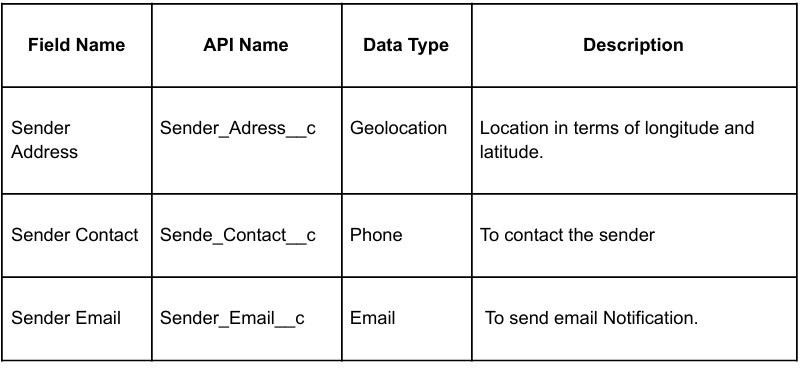 Field Name API Name Data Type Description
Sender Address Sender_Adress__c Geolocation Location in terms of longitude and latitude.
Sender Contact Sende_Contact__c Phone To contact the sender
Sender Email Sender_Email__c Email To send email Notification.